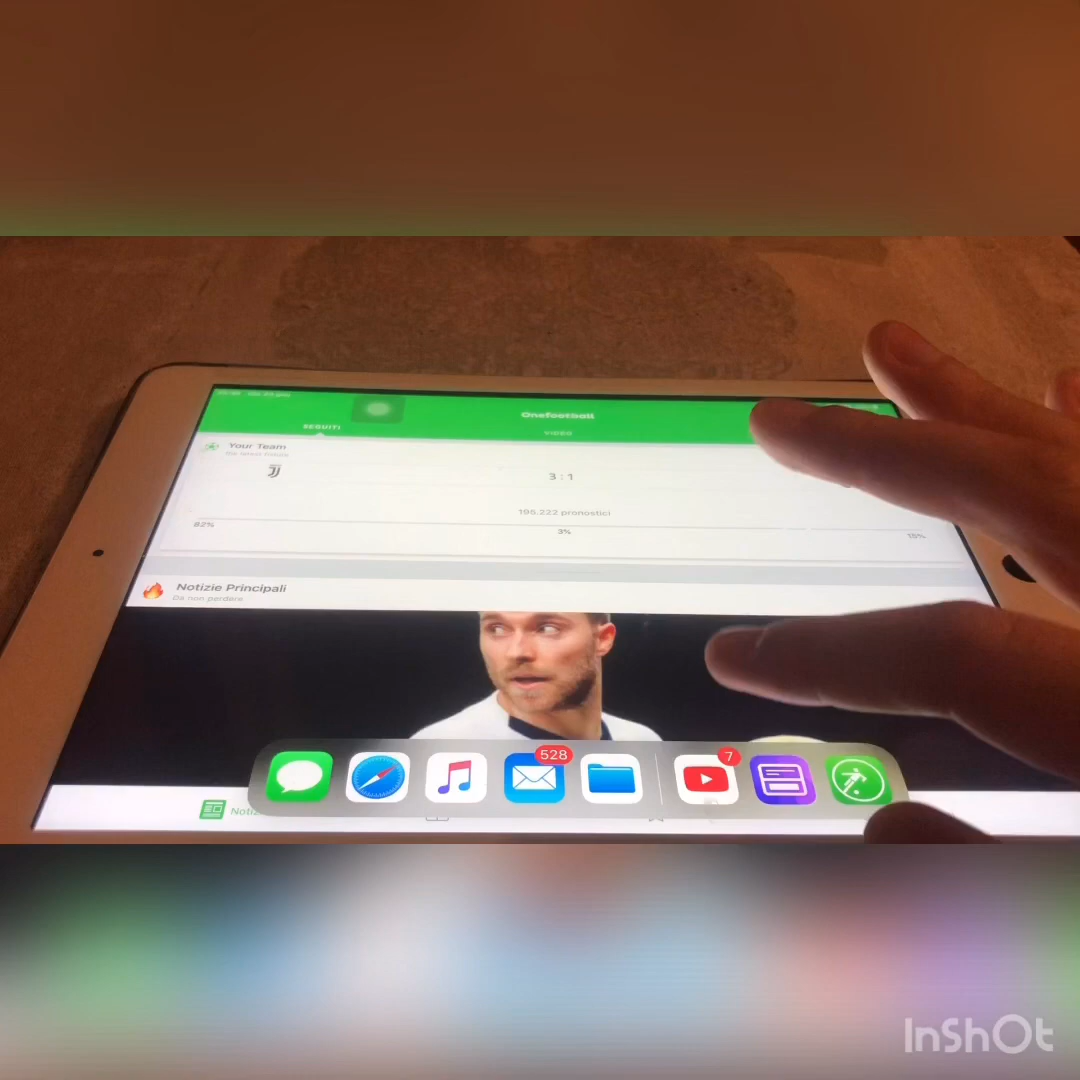 Onefootball
SEGUITI
VIDEO
Your Team
3 : 1
195.222 pronostici
82%
3%
15%
Notizie Principali
Da non perdere
528
7
InShOt